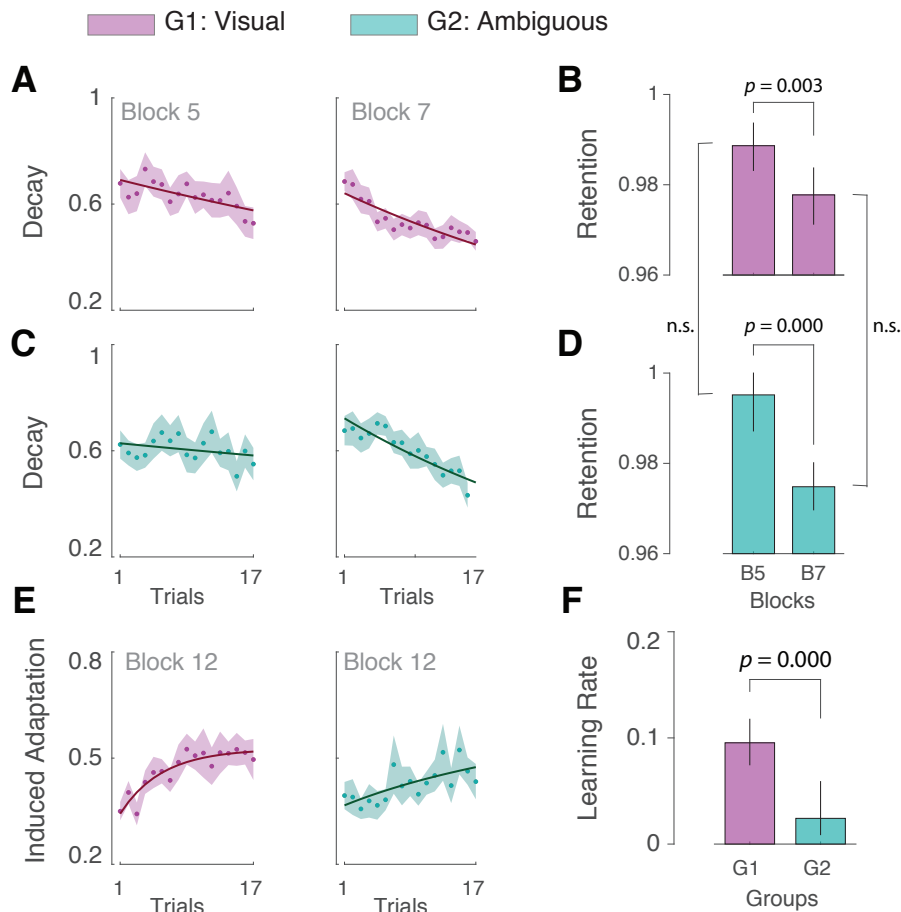 G1: Visual
G2: Ambiguous
A
1
0.6
0.2
Decay
Block 5
Block 7
B
p = 0.003
1
0.98
0.96
Retention
n.s.
n.s.
C
1
0.6
0.2
Decay
1
17
Trials
1
17
Trials
D
p = 0.000
1
0.98
0.96
Retention
B5
B7
Blocks
E
0.8
0.5
0.2
Induced Adaptation
Block 12
Block 12
1
17
Trials
1
17
Trials
F
0.2
0.1
0
Learning Rate
p = 0.000
G1
G2
Groups